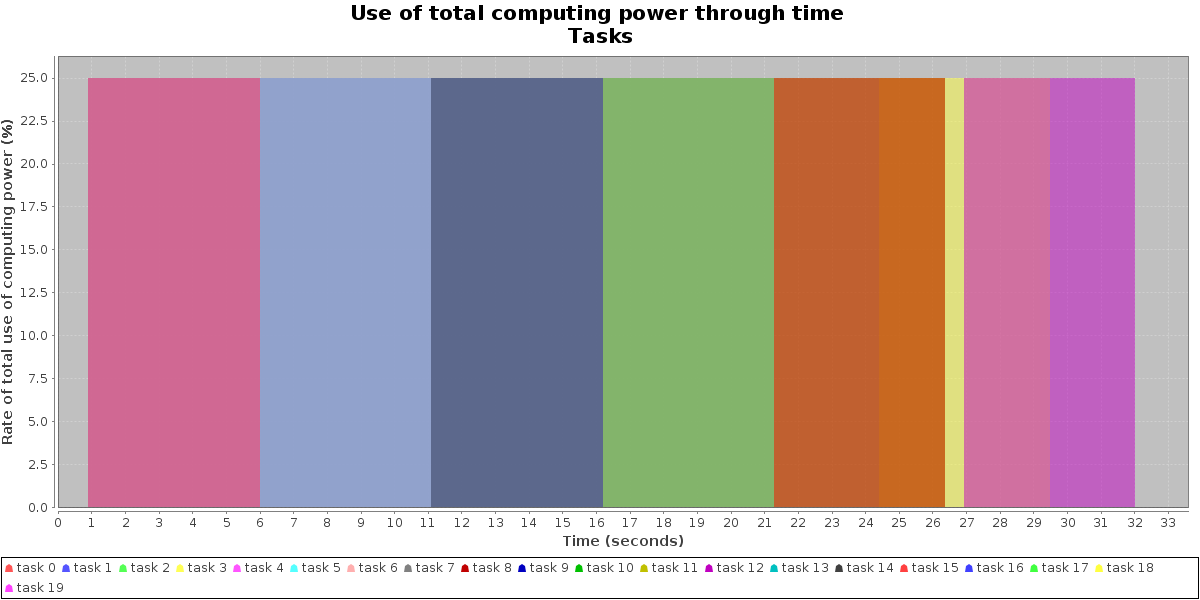 Use of total computing power through time
Tasks
Rate of total use of computing power (%)
25.0
22.5
20.0
17.5
15.0
12.5
10.0
7.5
5.0
2.5
0.0
0 1 2 3 4 5 6 7 8 9 10 11 12 13 14 15 16 17 18 19 20 21 22 23 24 25 26 27 28 29 30 31 32 33
Time (seconds)
task 0 task 1 task 2 task 3 task 4 task 5 task 6 task 7 task 8 task 9 task 10 task 11 task 12 task 13 task 14 task 15 task 16 task 17 task 18
task 19